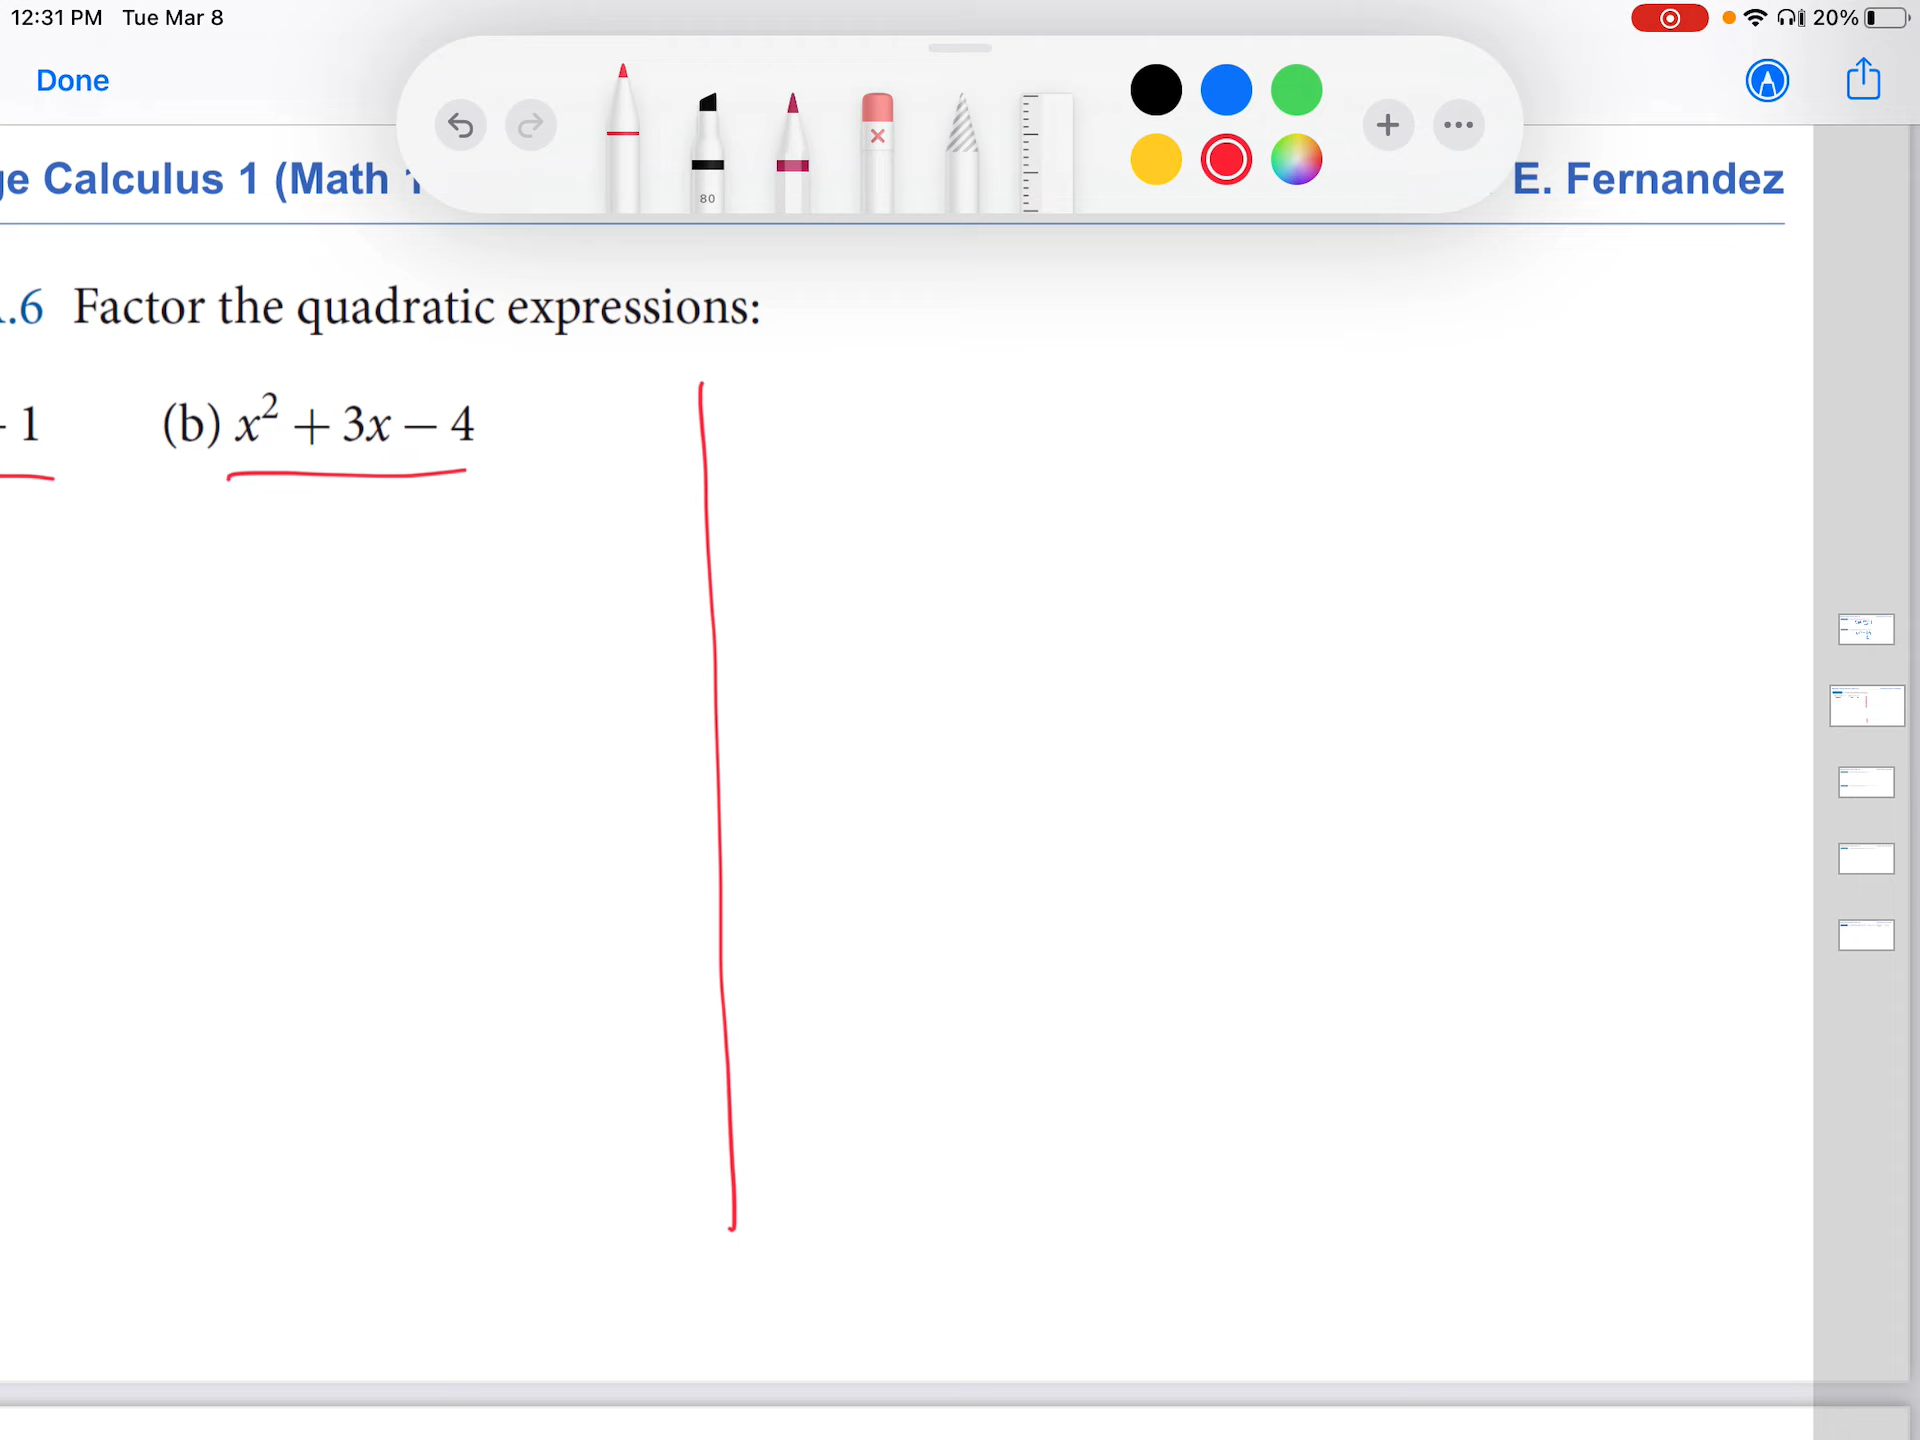 12:31 PM Tue Mar 8 20%
Done
80
ge Calculus 1 (Math 1 E. Fernandez
.6 Factor the quadratic expressions:
- 1 (b) x² + 3x − 4